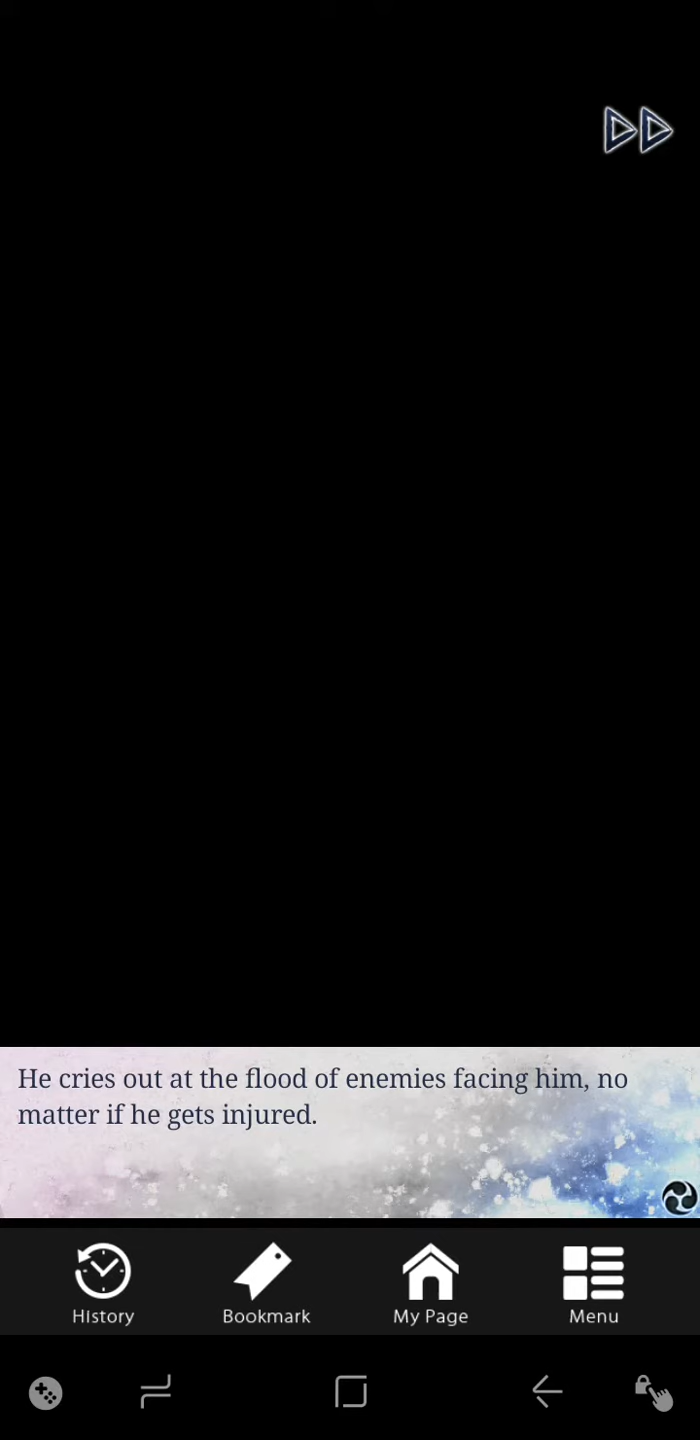 He cries out at the flood of enemies facing him, no
matter if he gets injured.
History
Bookmark
My Page
Menu